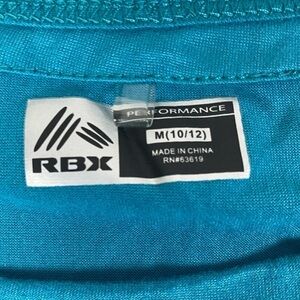 PERFORMANCE
M(10/12)
MADE IN CHINA
RN#63619
RBX